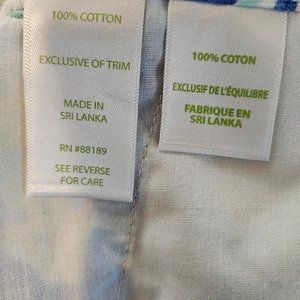 100% COTTON
EXCLUSIVE OF TRIM
MADE IN
SRI LANKA
RN #88189
SEE REVERSE
FOR CARE
100% COTON
EXCLUSIF DE L'ÉQUILIBRE
FABRIQUE EN
SRI LANKA